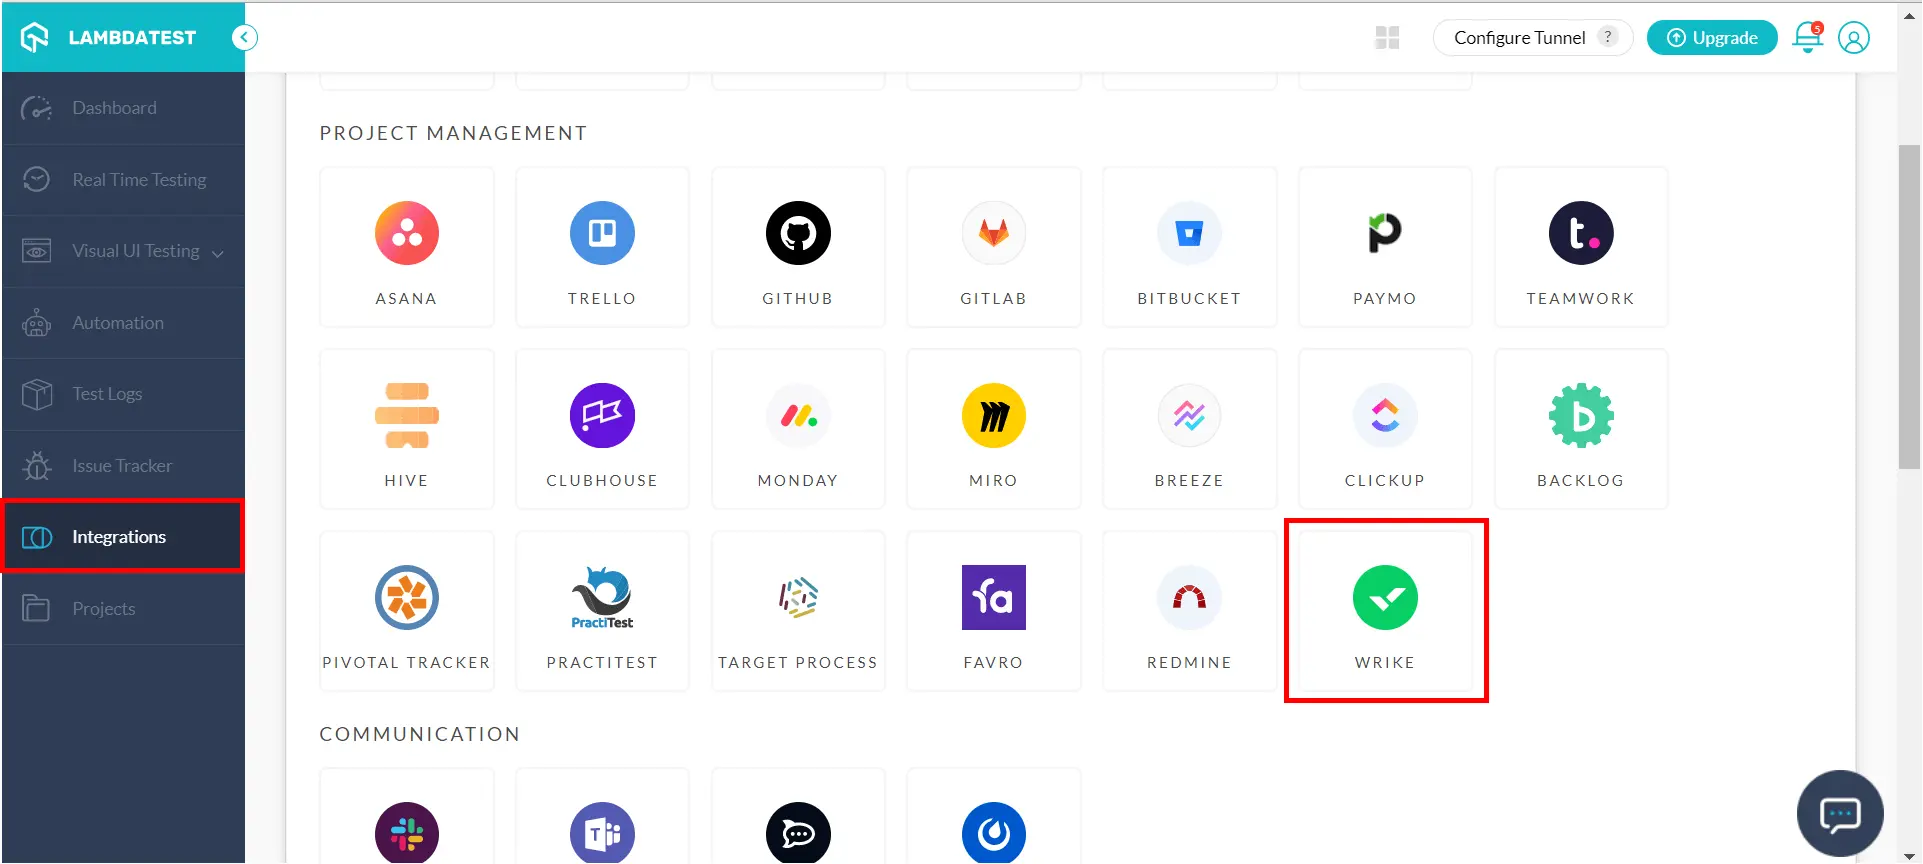 LAMBDATEST
Configure Tunnel ?
Upgrade
5
Dashboard
Real Time Testing
Visual UI Testing
Automation
Test Logs
Issue Tracker
Integrations
Projects
PROJECT MANAGEMENT
ASANA
TRELLO
GITHUB
GITLAB
BITBUCKET
PAYMO
t.
TEAMWORK
HIVE
CLUBHOUSE
MONDAY
MIRO
BREEZE
CLICKUP
b
BACKLOG
PIVOTAL TRACKER
PractiTest
PRACTITEST
TARGET PROCESS
fa
FAVRO
REDMINE
WRIKE
COMMUNICATION
T